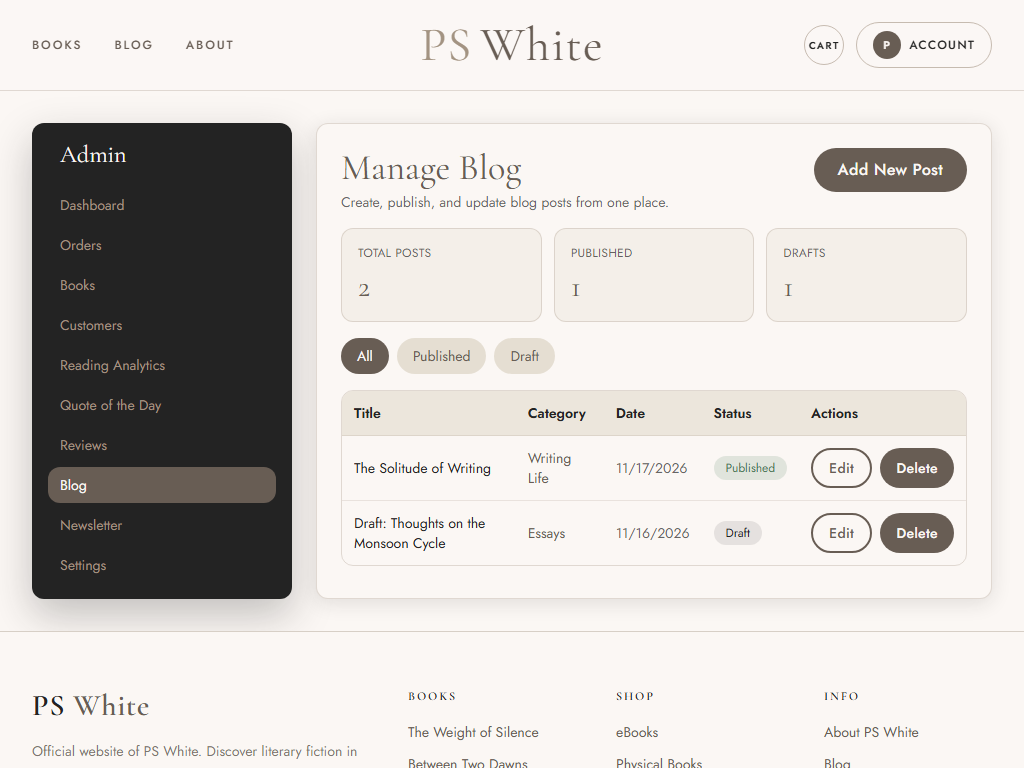 BOOKS BLOG ABOUT PS White CART P ACCOUNT
Admin
Dashboard
Orders
Books
Customers
Reading Analytics
Quote of the Day
Reviews
Blog
Newsletter
Settings
Manage Blog
Create, publish, and update blog posts from one place.
Add New Post
TOTAL POSTS
2
PUBLISHED
1
DRAFTS
1
All Published Draft
Title Category Date Status Actions
The Solitude of Writing Writing Life 11/17/2026 Published Edit Delete
Draft: Thoughts on the Monsoon Cycle Essays 11/16/2026 Draft Edit Delete
PS White
Official website of PS White. Discover literary fiction in
BOOKS
The Weight of Silence
Between Two Dawns
SHOP
eBooks
Physical Books
INFO
About PS White
Blog